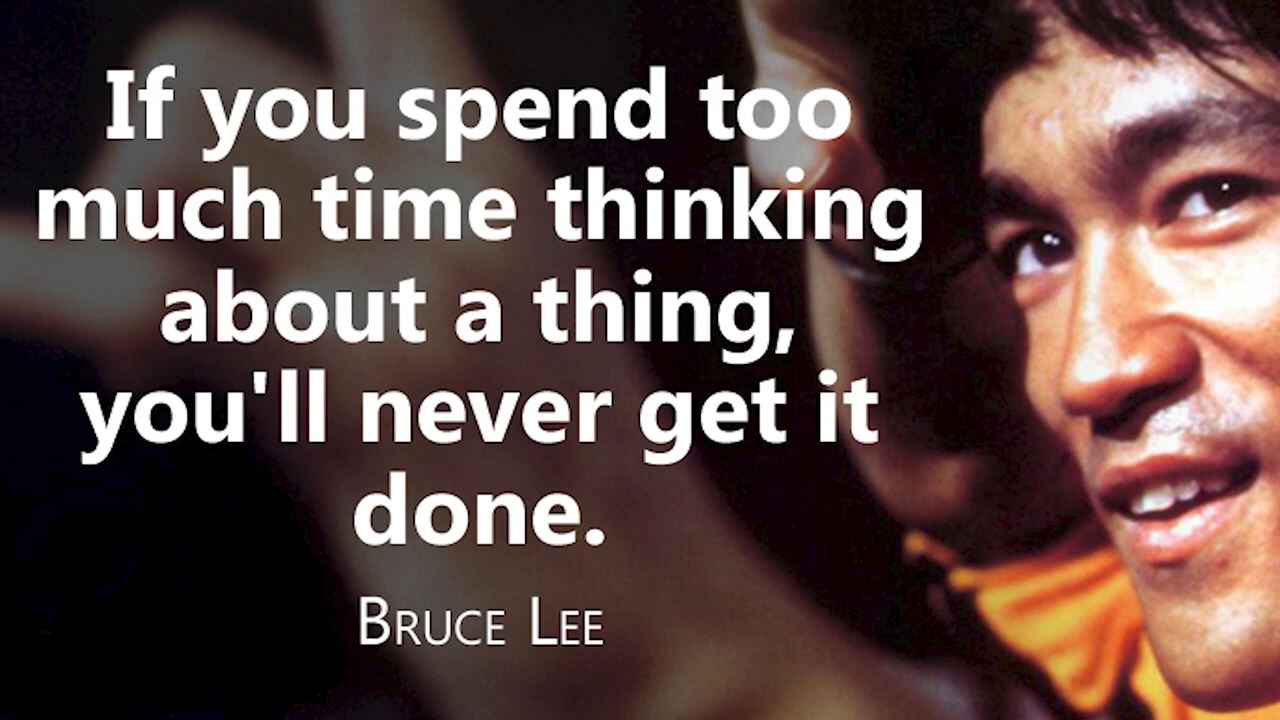 If you spend too
much time thinking
about a thing,
you'll never get it
done.
Bruce Lee